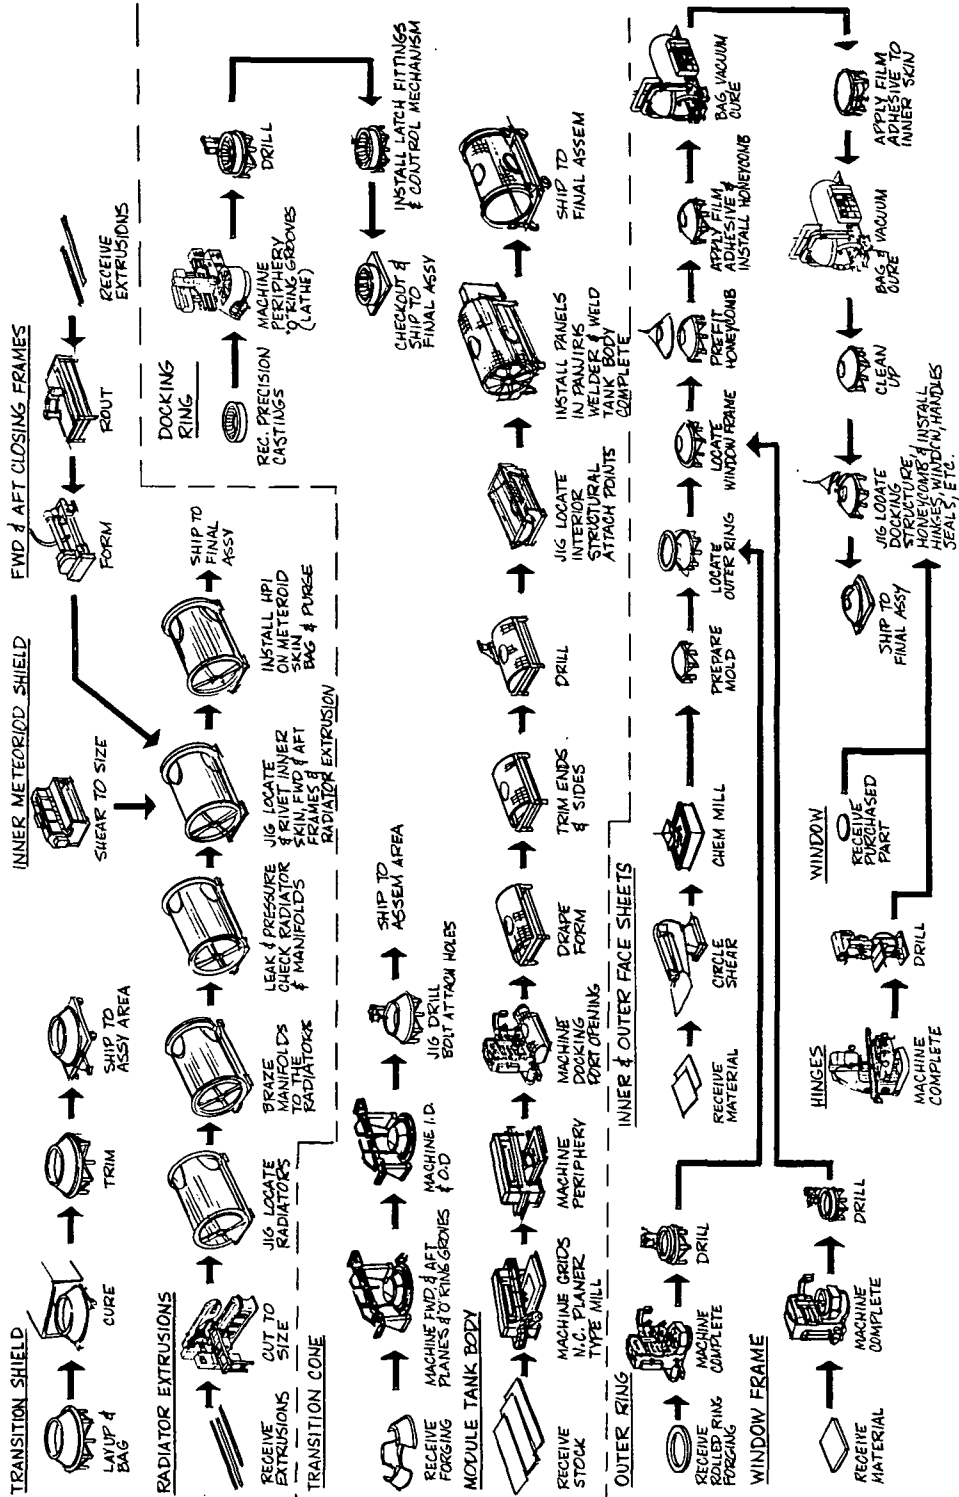 TRANSITION SHIELD
LAYUP &
BAG
CURE
TRIM
SHIP TO
ASSY AREA
INNER METEORIOD SHIELD
SHEAR TO SIZE
FWD & AFT CLOSING FRAMES
RECEIVE
EXTRUSIONS
ROUT
FORM
RADIATOR EXTRUSIONS
RECEIVE
EXTRUSIONS
CUT TO
SIZE
JIG LOCATE
RADIATORS
BRAZE
MANIFOLDS
TO THE
RADIATORS
LEAK & PRESSURE
CHECK RADIATOR
& MANIFOLDS
JIG LOCATE
& RIVET INNER
SKIN, FWD & AFT
FRAMES &
RADIATOR EXTRUSION
INSTALL HPI
ON METEROID
SKIN
BAG & PURGE
SHIP TO
FINAL
ASSY
DOCKING
RING
REC. PRECISION
CASTINGS
MACHINE
PERIPHERY
"O" RING GROOVES
(LATHE)
DRILL
INSTALL LATCH FITTINGS
& CONTROL MECHANISM
CHECKOUT &
SHIP TO
FINAL ASSY
TRANSITION CONE
RECEIVE
FORGING
MACHINE FWD, & AFT
PLANES & "O" RING GROVES
MACHINE I.D.
& O.D
JIG DRILL
BOLT ATTACH HOLES
SHIP TO
ASSEM AREA
MODULE TANK BODY
RECEIVE
STOCK
MACHINE GRIDS
N.C. PLANER
TYPE MILL
MACHINE
PERIPHERY
MACHINE
DOCKING
PORT OPENING
DRAPE
FORM
TRIM ENDS
& SIDES
DRILL
JIG LOCATE
INTERIOR
STRUCTURAL
ATTACH POINTS
INSTALL PANELS
IN PANJIRKS
WELDER & WELD
TANK BODY
COMPLETE
SHIP TO
FINAL ASSEM
OUTER RING
RECEIVE
ROLLED RING
FORGING
MACHINE
COMPLETE
DRILL
INNER & OUTER FACE SHEETS
RECEIVE
MATERIAL
CIRCLE
SHEAR
CHEM MILL
PREPARE
MOLD
LOCATE
OUTER RING
LOCATE
WINDOW FRAME
PREFIT
HONEYCOMB
APPLY FILM
ADHESIVE &
INSTALL HONEYCOMB
BAG, VACUUM
CURE
APPLY FILM
ADHESIVE TO
INNER SKIN
BAG & VACUUM
CURE
CLEAN
UP
JIG LOCATE
DOCKING
STRUCTURE,
HONEYCOMB & INSTALL
HINGES, WINDOW, HANDLES
SEALS, ETC.
SHIP TO
FINAL ASSY
WINDOW FRAME
RECEIVE
MATERIAL
MACHINE
COMPLETE
DRILL
HINGES
MACHINE
COMPLETE
DRILL
WINDOW
RECEIVE
PURCHASED
PART